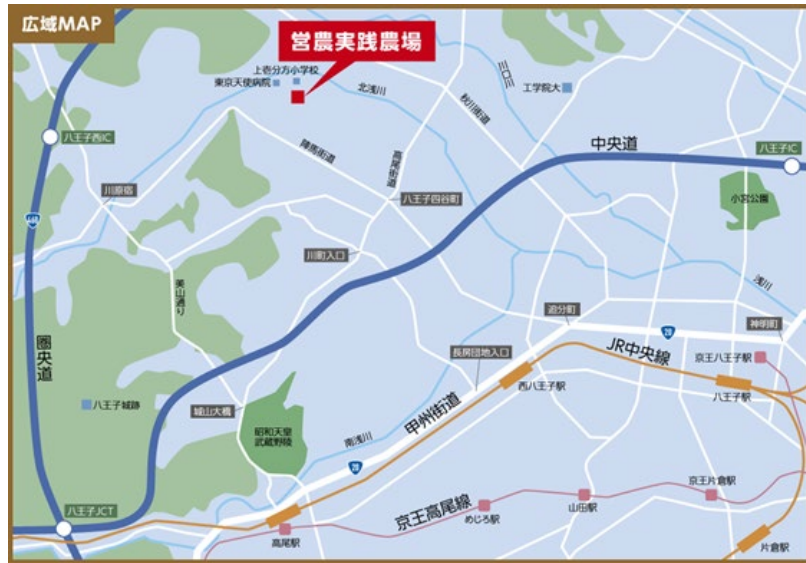 広域MAP
営農実践農場
上壱分方小学校
東京天使病院
北浅川
三口川
工学院大
秋川街道
中央道
八王子西IC
八王子IC
陣馬街道
高尾街道
川原宿
八王子四谷町
小宮公園
川町入口
美山通り
浅川
追分町
20
神明町
圏央道
長房団地入口
JR中央線
京王八王子駅
西八王子駅
八王子駅
八王子城跡
城山大橋
昭和天皇
武蔵野陵
甲州街道
南浅川
20
八王子JCT
京王高尾線
京王片倉駅
山田駅
めじろ駅
高尾駅
片倉駅